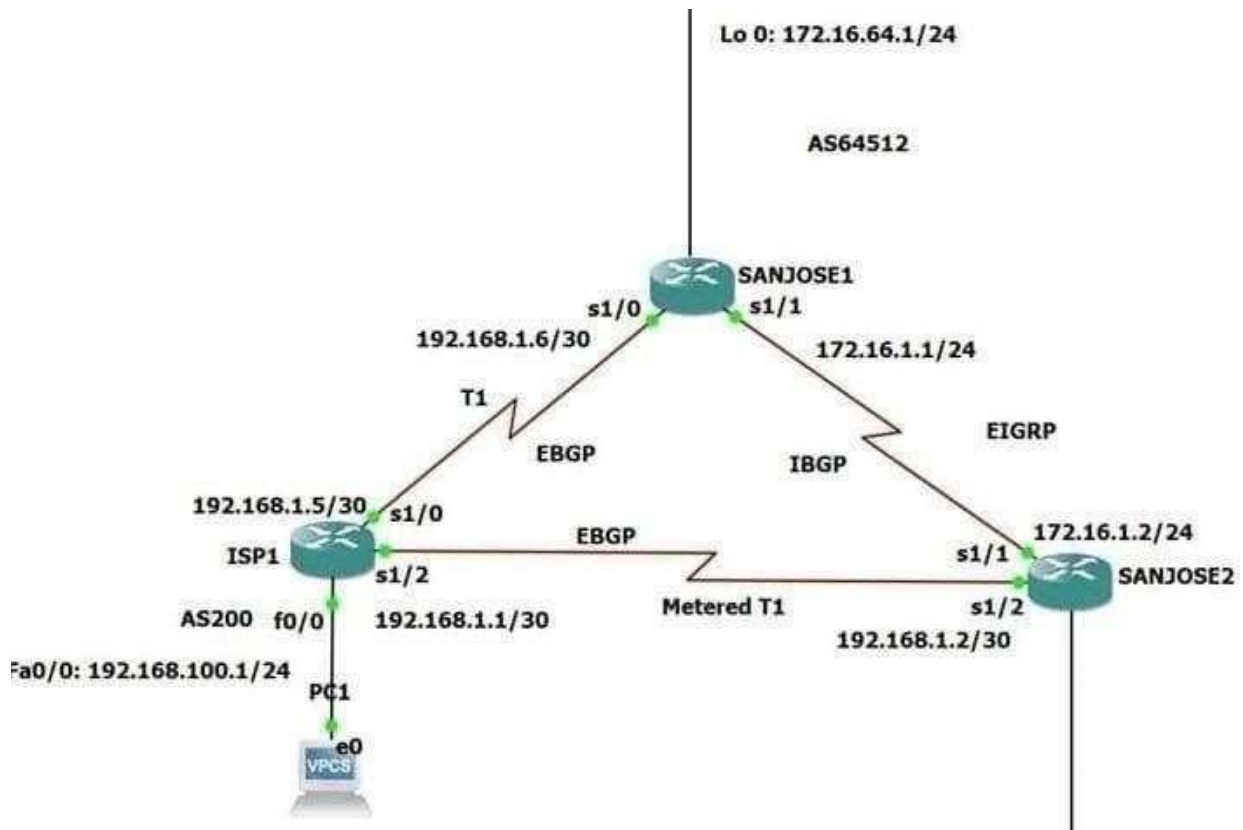 Lo 0: 172.16.64.1/24
AS64512
SANJOSE1
s1/0
s1/1
192.168.1.6/30
172.16.1.1/24
T1
EBGP
IBGP
EIGRP
192.168.1.5/30
s1/0
EBGP
172.16.1.2/24
ISP1
s1/1
SANJOSE2
s1/2
Metered T1
s1/2
AS200
f0/0
192.168.1.1/30
192.168.1.2/30
Fa0/0: 192.168.100.1/24
PC1
e0
VPCS